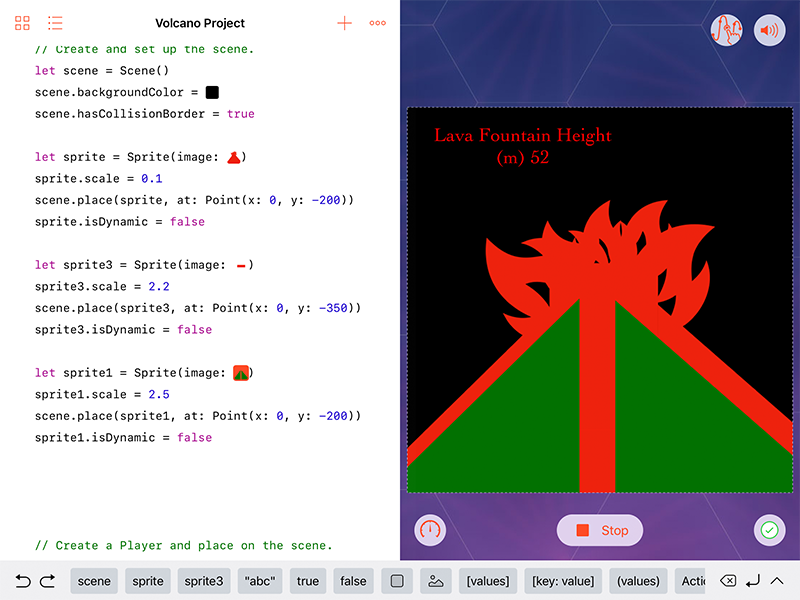 Volcano Project
// Create and set up the scene.
let scene = Scene()
scene.backgroundColor =
scene.hasCollisionBorder = true
let sprite = Sprite(image: )
sprite.scale = 0.1
scene.place(sprite, at: Point(x: 0, y: -200))
sprite.isDynamic = false
let sprite3 = Sprite(image: )
sprite3.scale = 2.2
scene.place(sprite3, at: Point(x: 0, y: -350))
sprite3.isDynamic = false
let sprite1 = Sprite(image: )
sprite1.scale = 2.5
scene.place(sprite1, at: Point(x: 0, y: -200))
sprite1.isDynamic = false
// Create a Player and place on the scene.
Lava Fountain Height
(m) 52
Stop
scene sprite sprite3 "abc" true false [values] [key: value] (values)